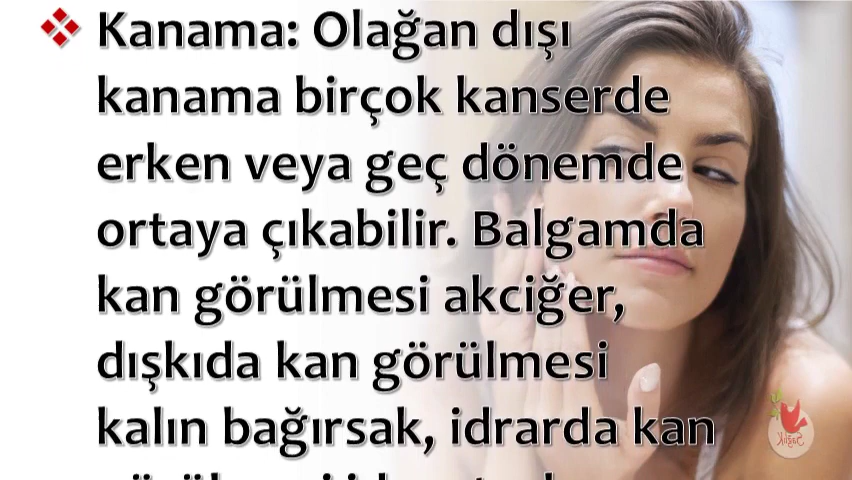 Kanama: Olağan dışı
kanama birçok kanserde
erken veya geç dönemde
ortaya çıkabilir. Balgamda
kan görülmesi akciğer,
dışkıda kan görülmesi
kalın bağırsak, idrarda kan
Sağlık